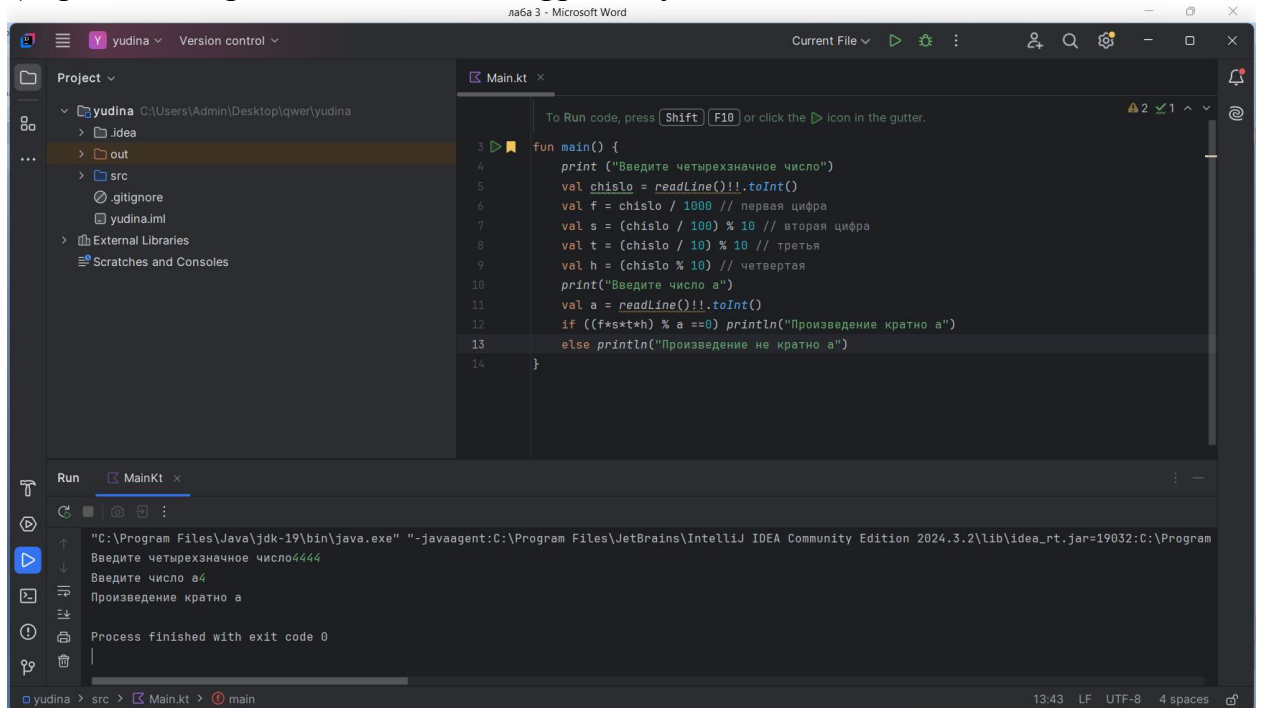 лаба 3 - Microsoft Word
Y yudina Version control Current File
Project
Main.kt ×
yudina C:\Users\Admin\Desktop\qwer\yudina
.idea
out
src
.gitignore
yudina.iml
External Libraries
Scratches and Consoles
To Run code, press Shift F10 or click the icon in the gutter.
2 1
3 fun main() {
4 print ("Введите четырехзначное число")
5 val chislo = readLine()!!.toInt()
6 val f = chislo / 1000 // первая цифра
7 val s = (chislo / 100) % 10 // вторая цифра
8 val t = (chislo / 10) % 10 // третья
9 val h = (chislo % 10) // четвертая
10 print("Введите число а")
11 val a = readLine()!!.toInt()
12 if ((f*s*t*h) % a ==0) println("Произведение кратно а")
13 else println("Произведение не кратно а")
14 }
Run MainKt ×
"C:\Program Files\Java\jdk-19\bin\java.exe" "-javaagent:C:\Program Files\JetBrains\IntelliJ IDEA Community Edition 2024.3.2\lib\idea_rt.jar=19032:C:\Program
Введите четырехзначное число4444
Введите число а4
Произведение кратно а
Process finished with exit code 0
yudina > src > Main.kt > main 13:43 LF UTF-8 4 spaces